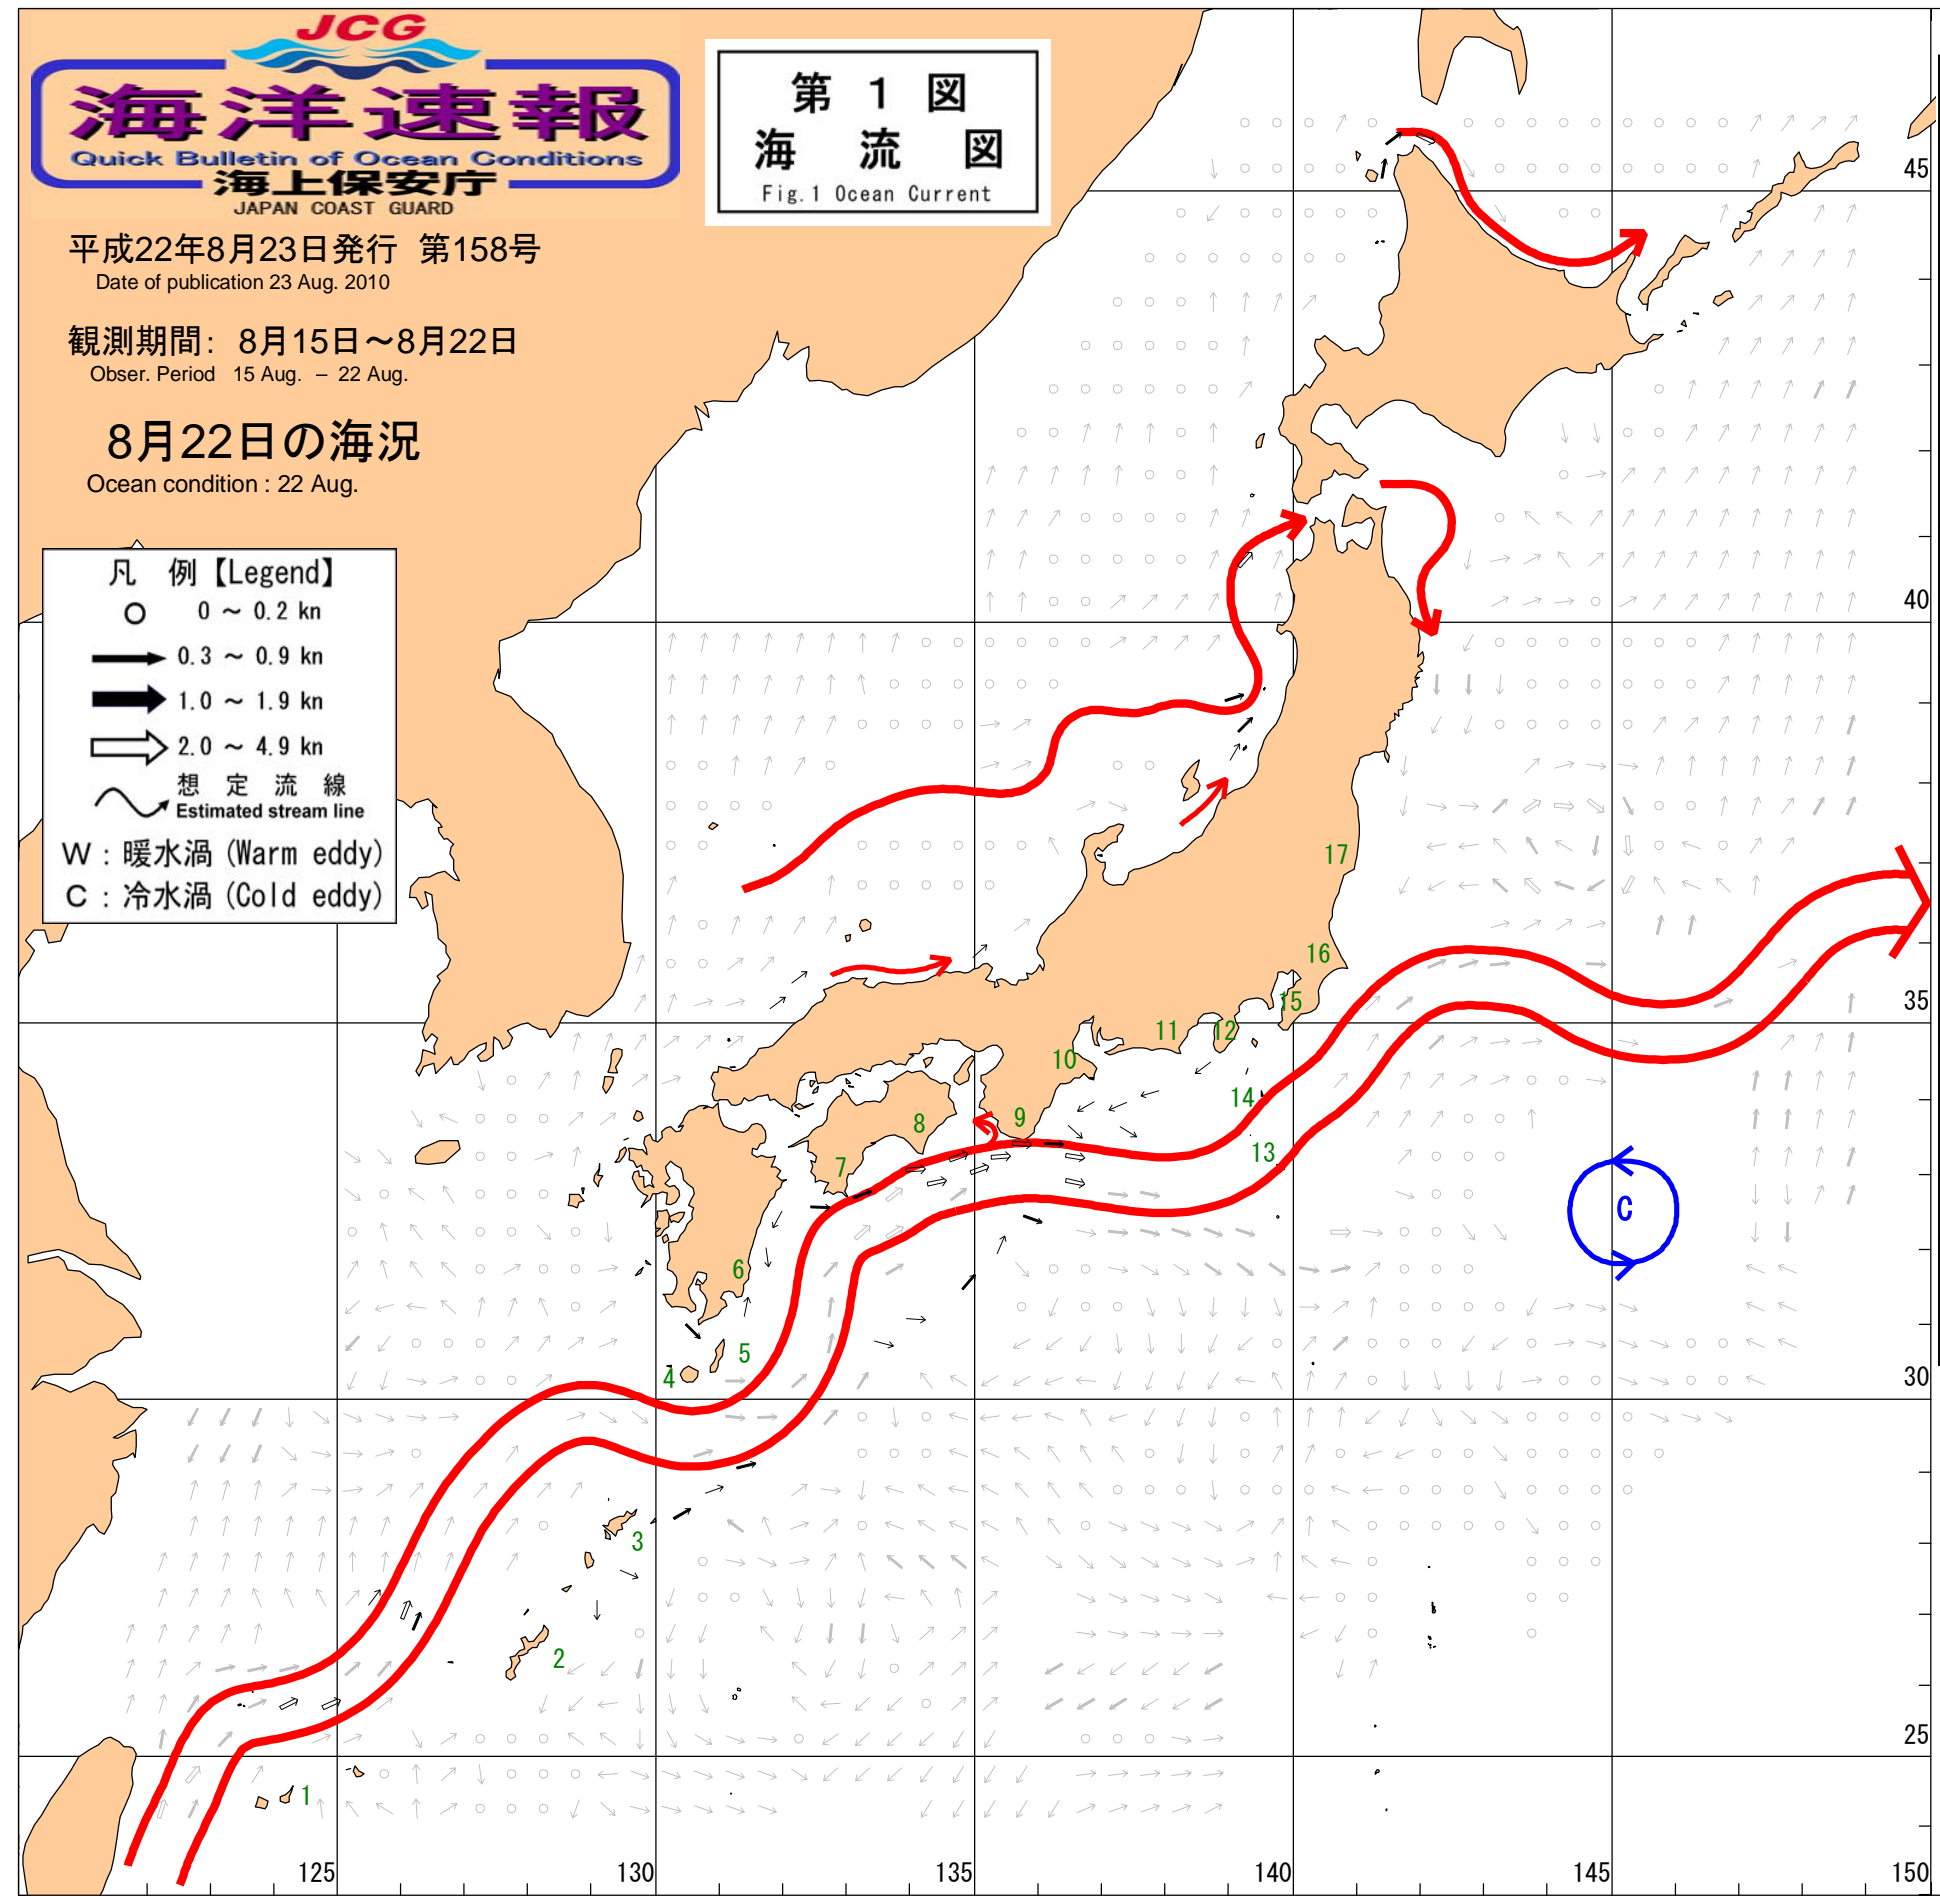 JCG
海洋速報
Quick Bulletin of Ocean Conditions
海上保安庁
JAPAN COAST GUARD
第 1 図
海 流 図
Fig.1 Ocean Current
平成22年8月23日発行 第158号
Date of publication 23 Aug. 2010
観測期間: 8月15日~8月22日
Obser. Period 15 Aug. – 22 Aug.
8月22日の海況
Ocean condition : 22 Aug.
凡 例【Legend】
0 ~ 0.2 kn
0.3 ~ 0.9 kn
1.0 ~ 1.9 kn
2.0 ~ 4.9 kn
想 定 流 線
Estimated stream line
W : 暖水渦 (Warm eddy)
C : 冷水渦 (Cold eddy)
45
40
17
16
35
15
11
12
10
14
9
8
13
7
C
6
5
4
30
3
2
25
1
125
130
135
140
145
150